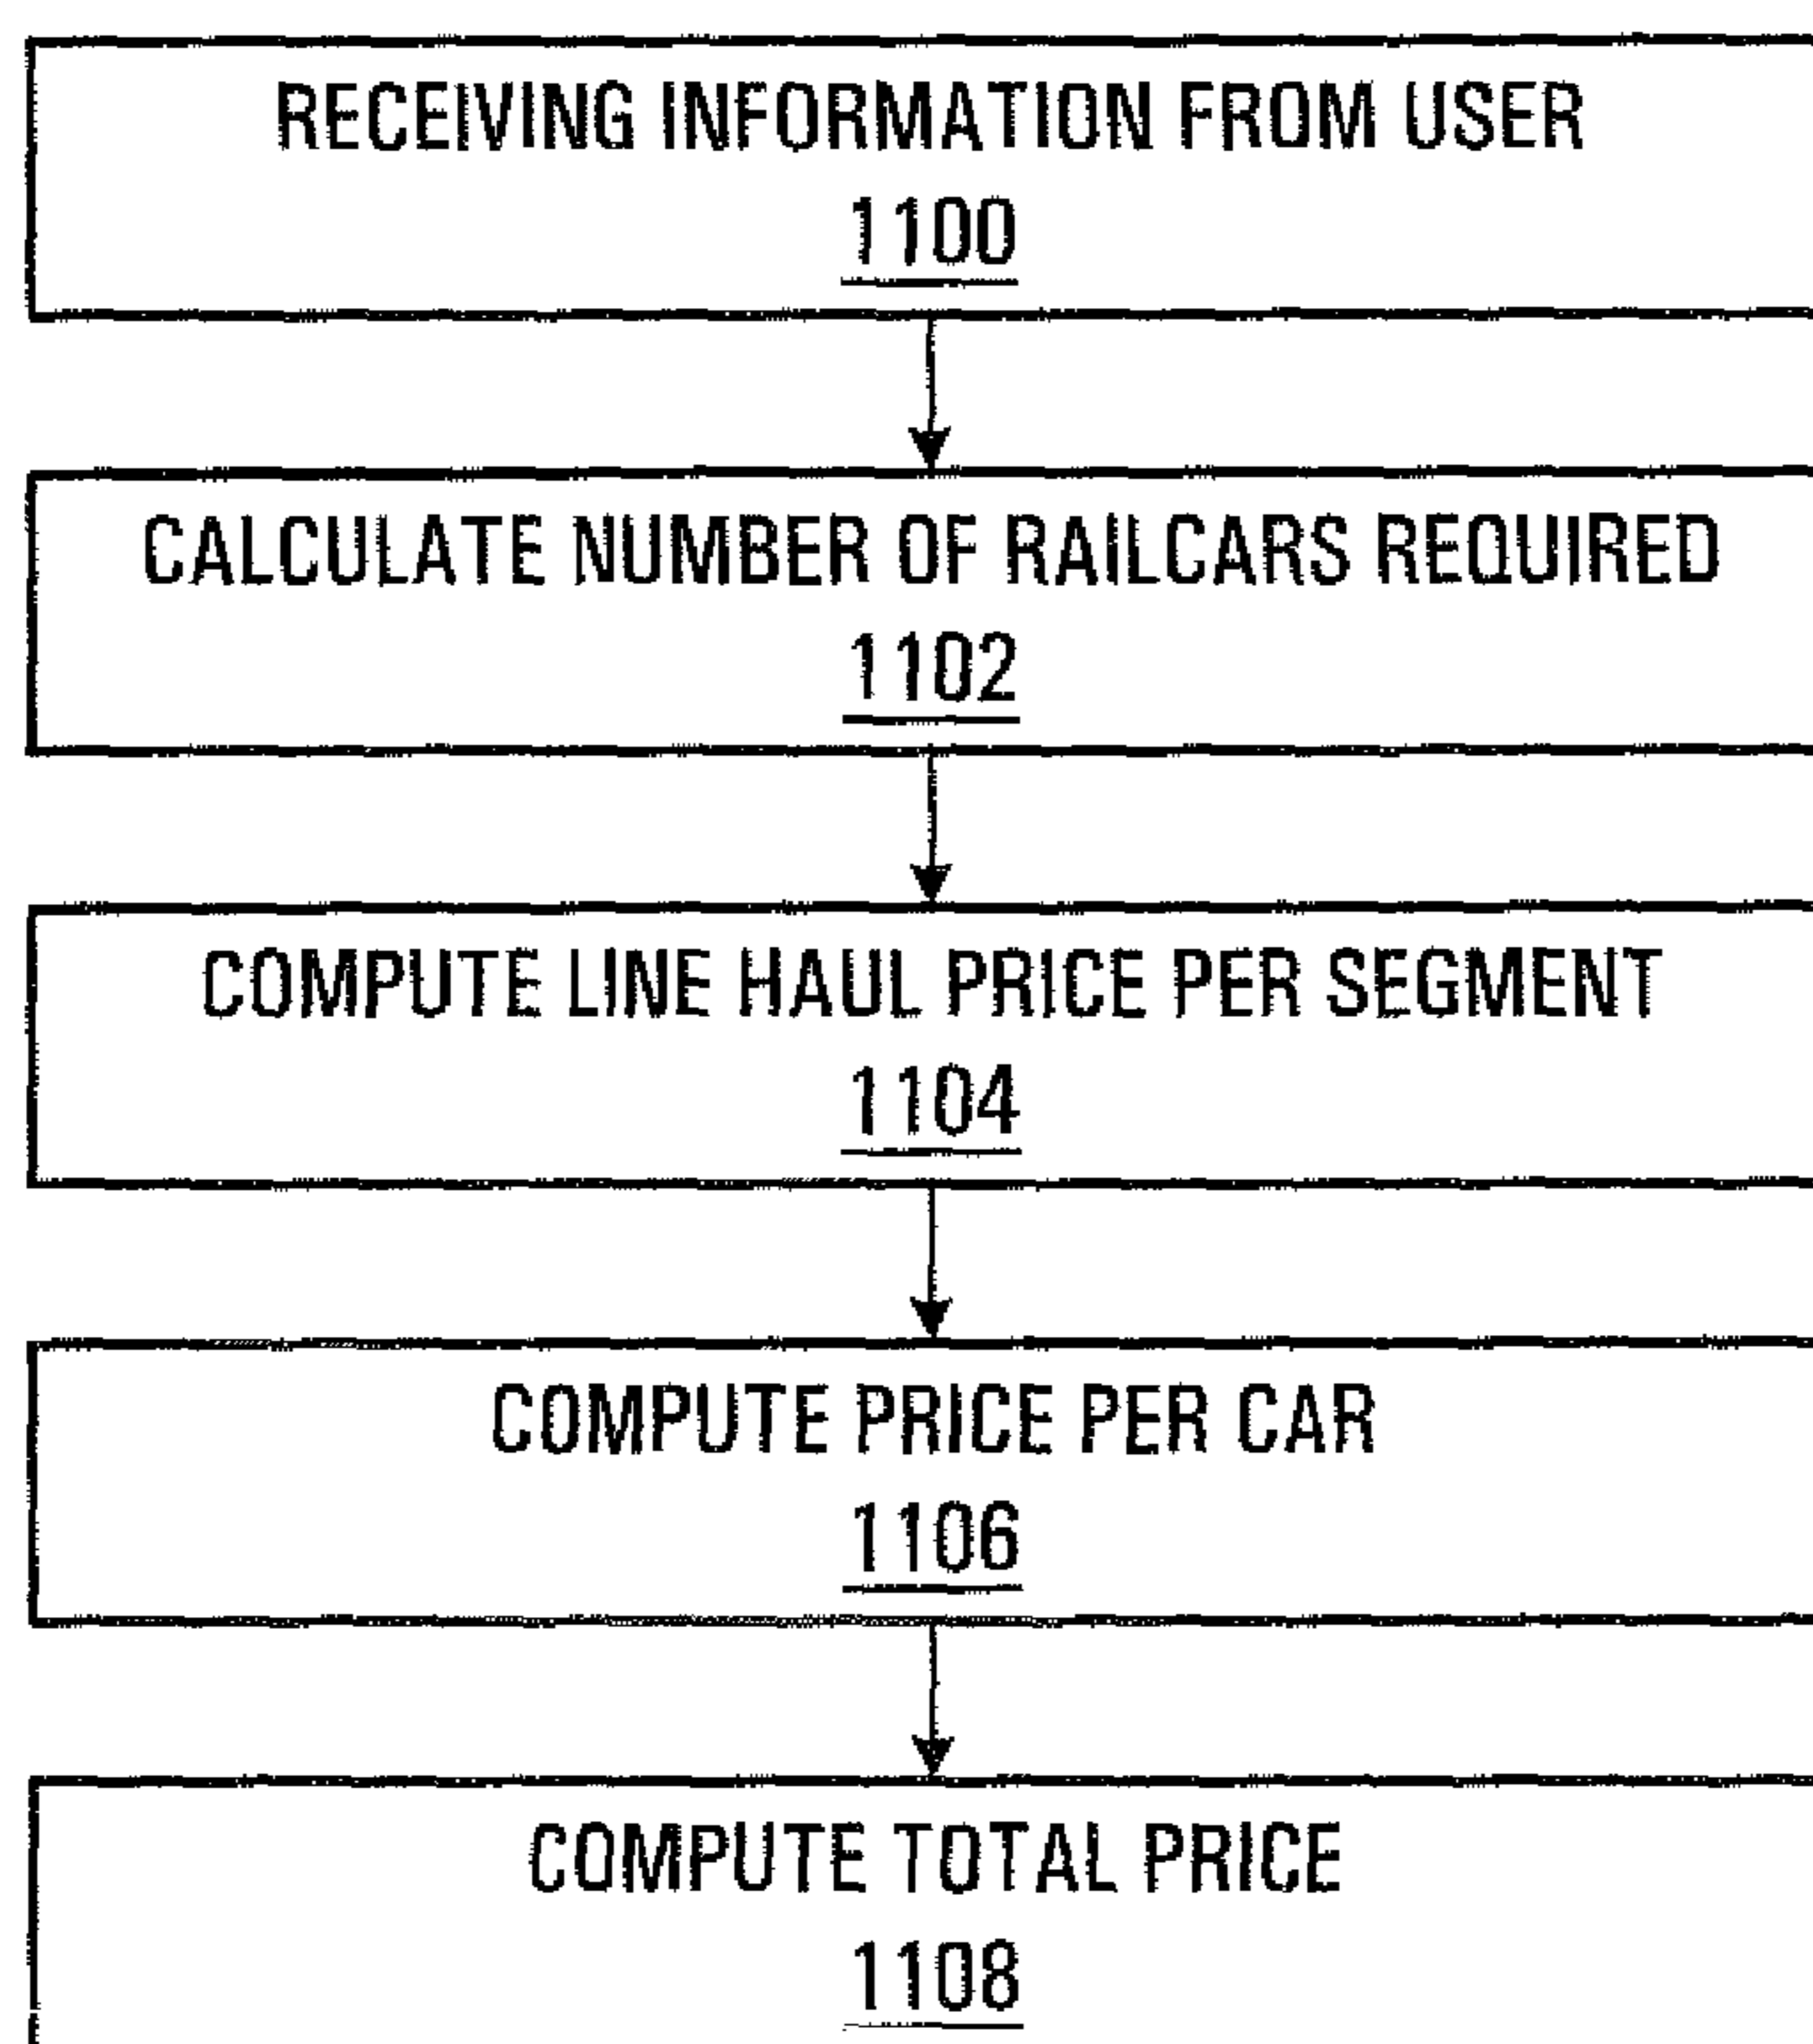 RECEIVING INFORMATION FROM USER
1100
CALCULATE NUMBER OF RAILCARS REQUIRED
1102
COMPUTE LINE HAUL PRICE PER SEGMENT
1104
COMPUTE PRICE PER CAR
1106
COMPUTE TOTAL PRICE
1108